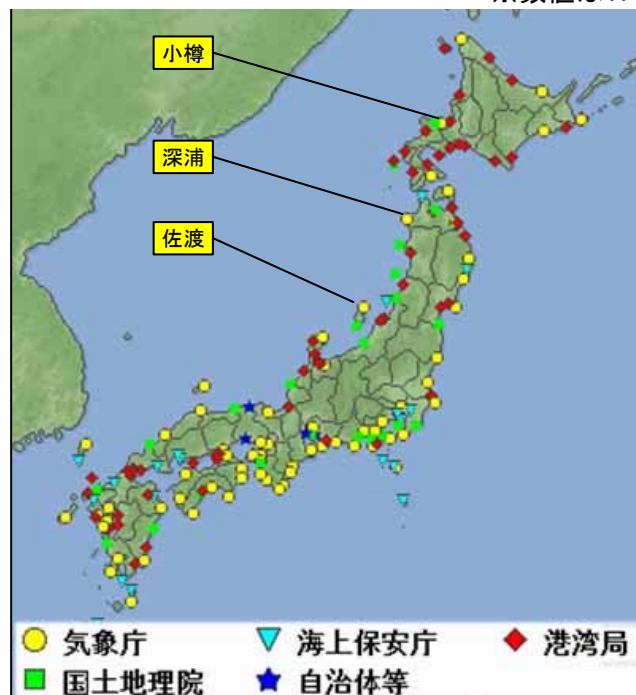 小樽
深浦
佐渡
気象庁 海上保安庁 港湾局
国土地理院 自治体等